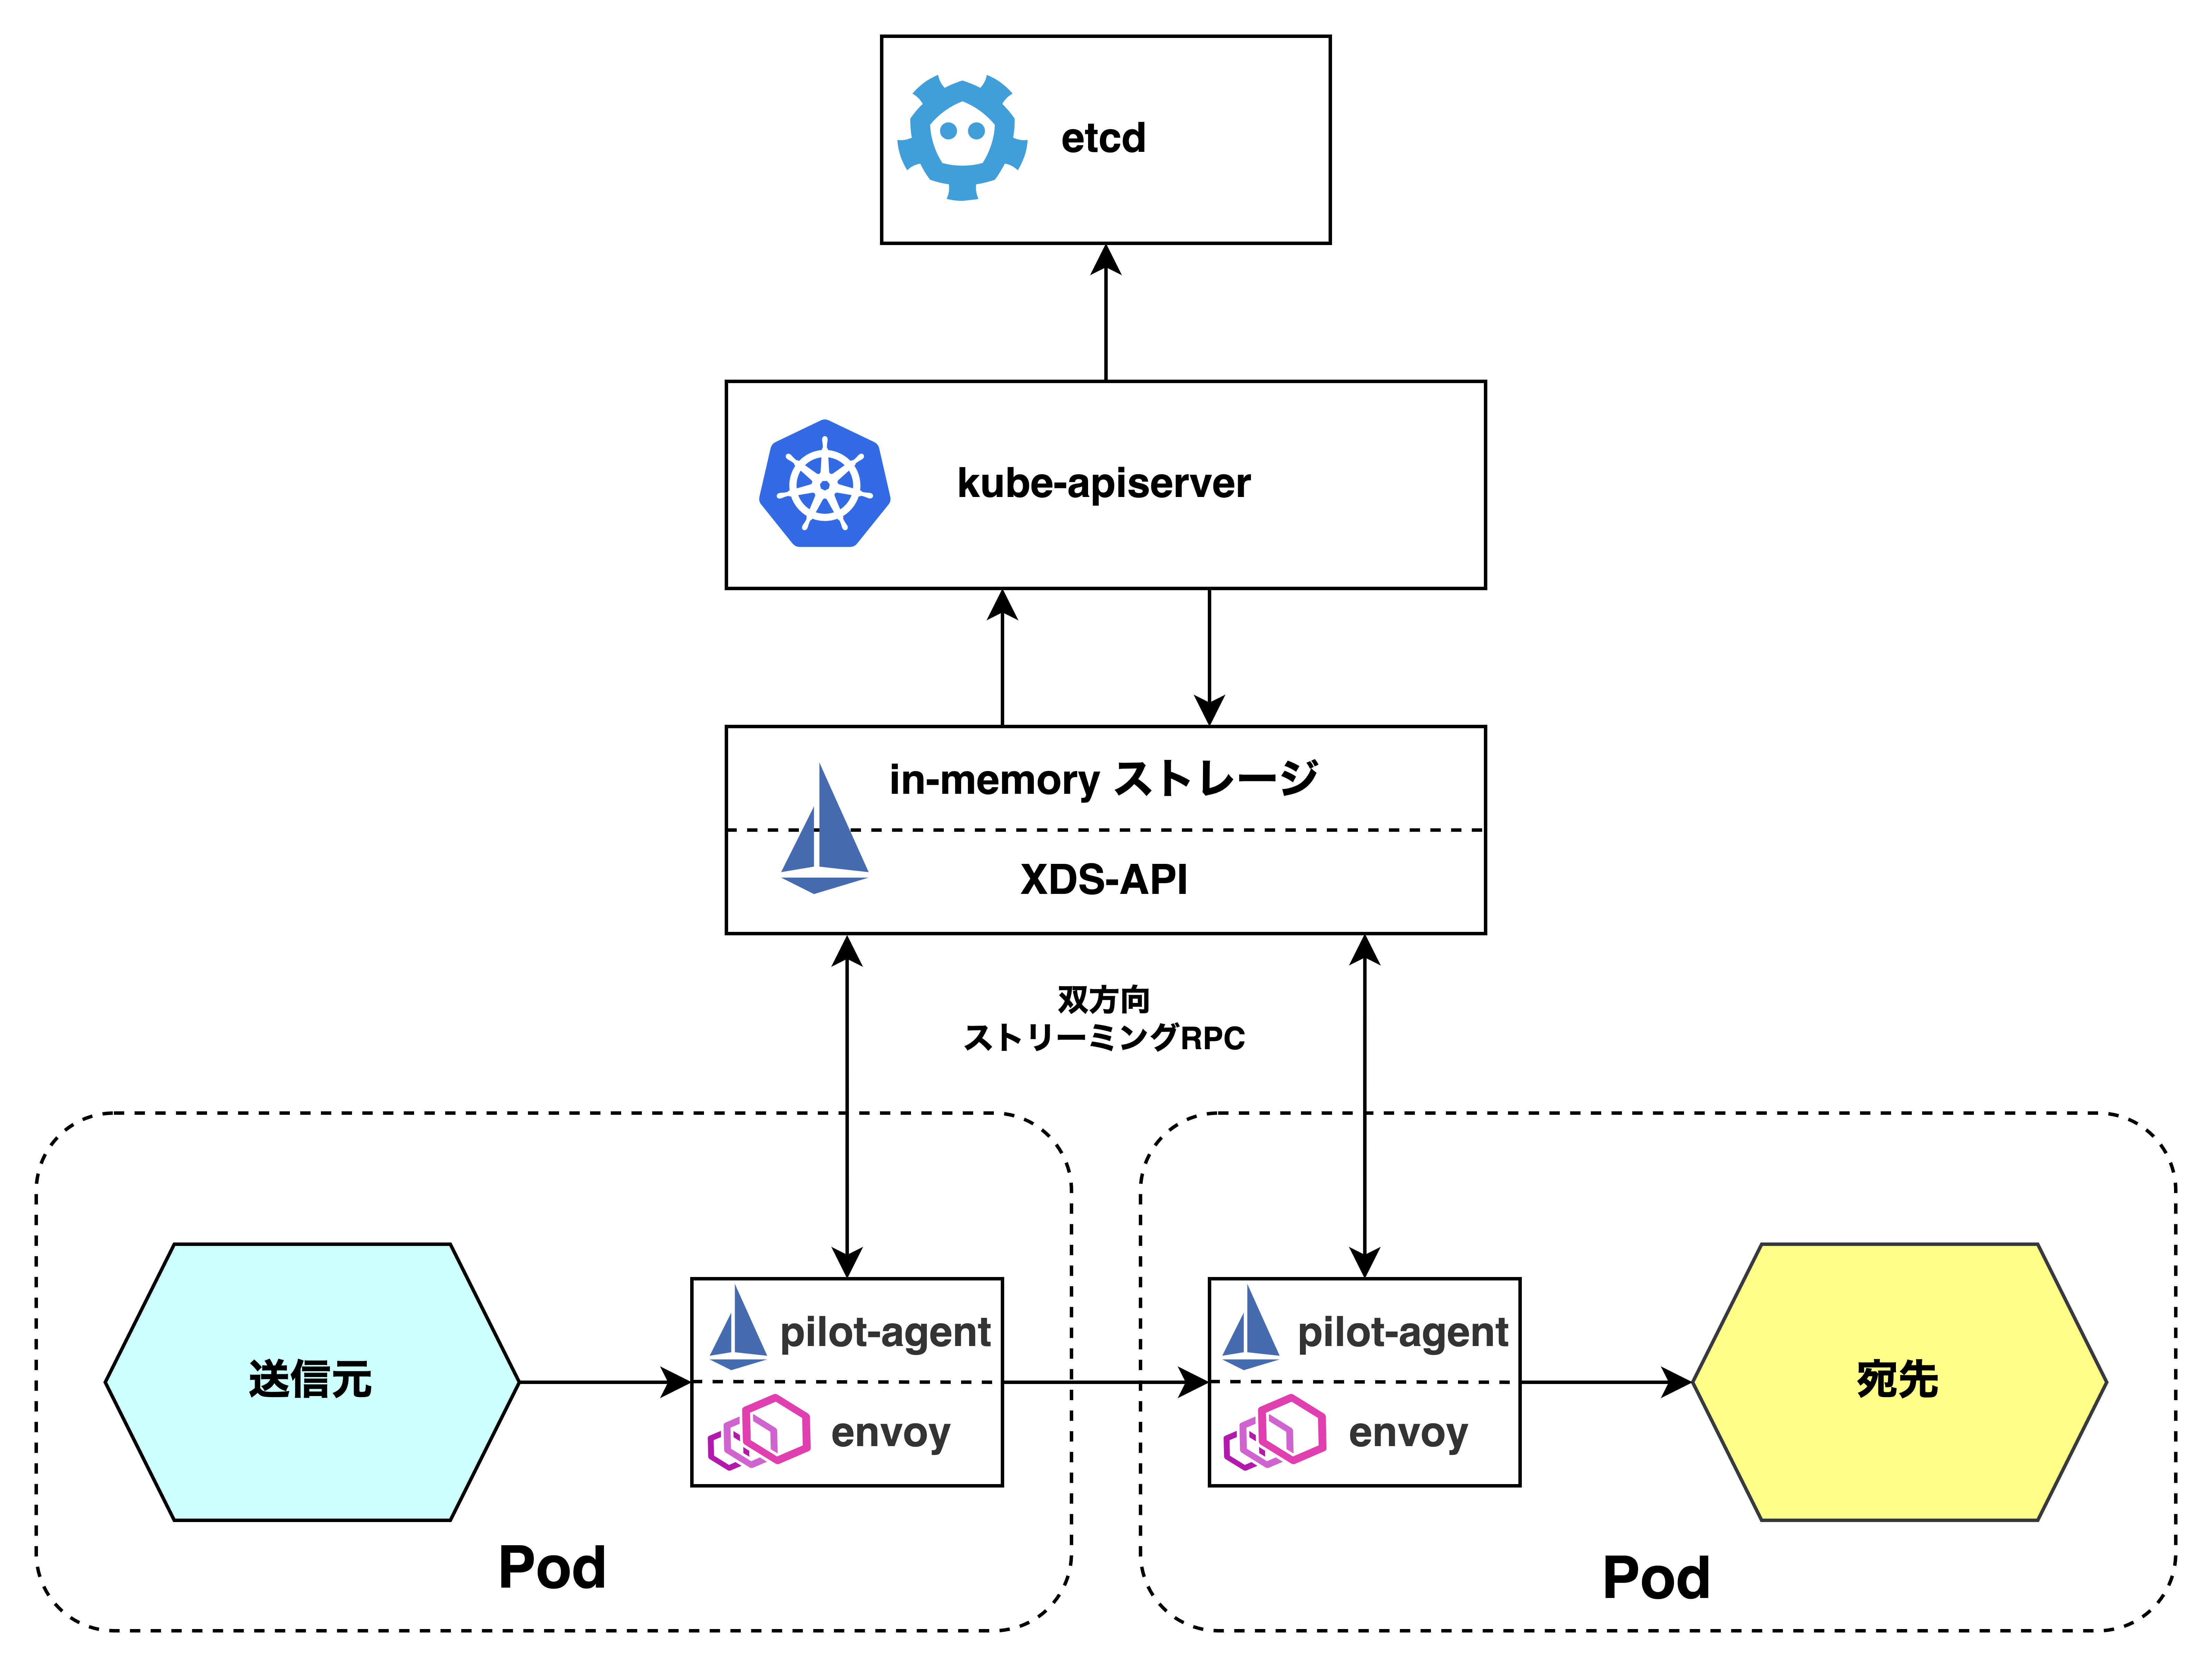 etcd
kube-apiserver
in-memory ストレージ
XDS-API
双方向
ストリーミングRPC
pilot-agent
envoy
送信元
Pod
pilot-agent
envoy
宛先
Pod